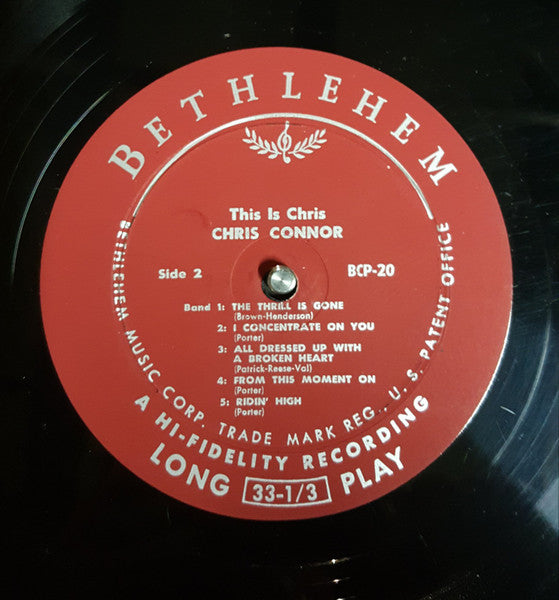 BETHLEHEM
This Is Chris
CHRIS CONNOR
Side 2
BCP-20
Band 1: THE THRILL IS GONE
(Brown-Henderson)
2: I CONCENTRATE ON YOU
(Porter)
3: ALL DRESSED UP WITH
A BROKEN HEART
(Patrick-Reese-Val)
4: FROM THIS MOMENT ON
(Porter)
5: RIDIN' HIGH
(Porter)
BETHLEHEM MUSIC CORP. TRADE MARK REG., U. S. PATENT OFFICE
A HI-FIDELITY RECORDING
LONG 33-1/3 PLAY